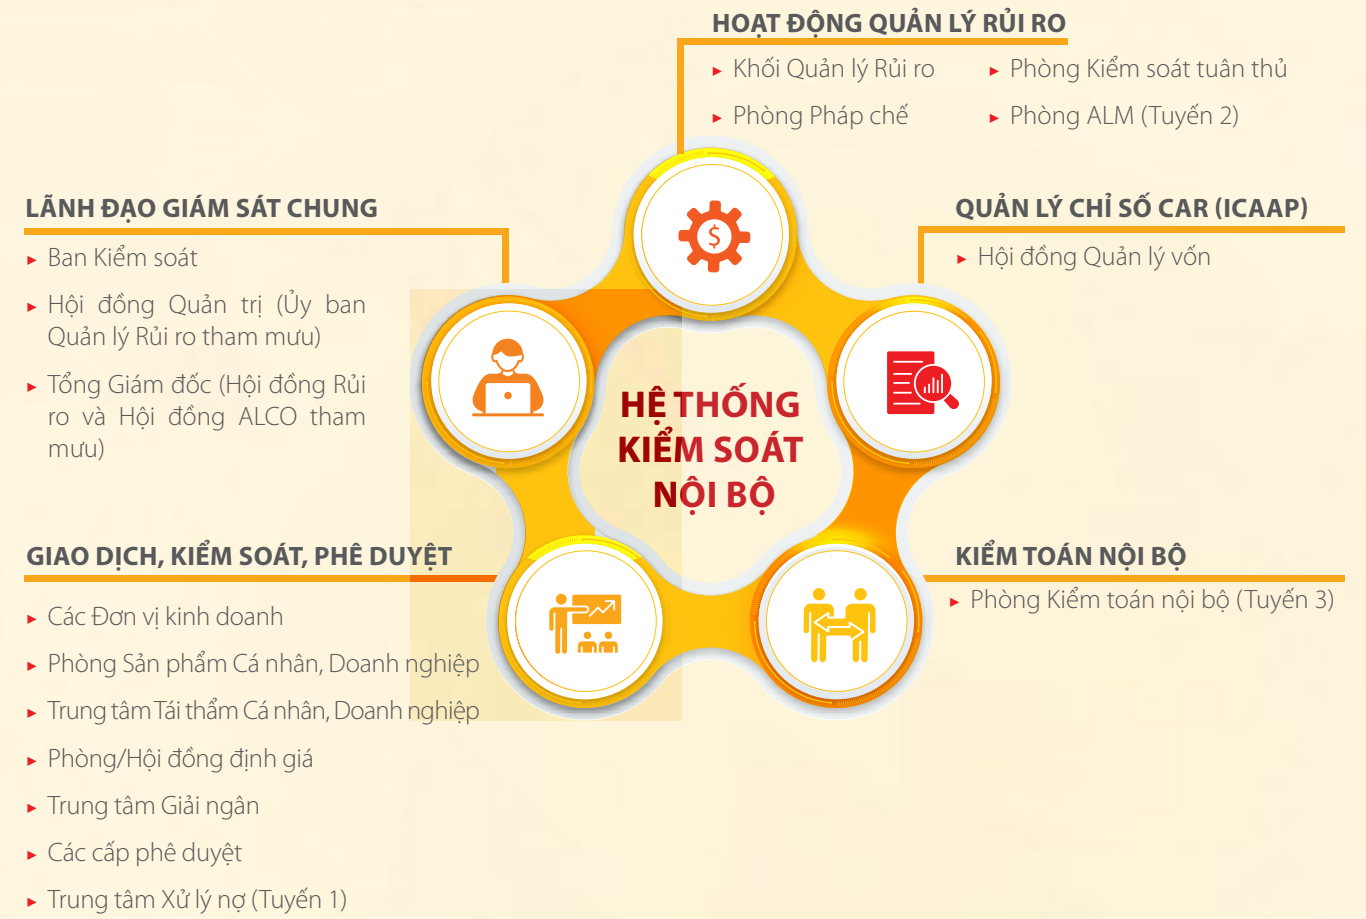 HOẠT ĐỘNG QUẢN LÝ RỦI RO
► Khối Quản lý Rủi ro
► Phòng Pháp chế
► Phòng Kiểm soát tuân thủ
► Phòng ALM (Tuyến 2)
LÃNH ĐẠO GIÁM SÁT CHUNG
► Ban Kiểm soát
► Hội đồng Quản trị (Ủy ban
Quản lý Rủi ro tham mưu)
► Tổng Giám đốc (Hội đồng Rủi
ro và Hội đồng ALCO tham
mưu)
QUẢN LÝ CHỈ SỐ CAR (ICAAP)
► Hội đồng Quản lý vốn
HỆ THỐNG
KIỂM SOÁT
NỘI BỘ
GIAO DỊCH, KIỂM SOÁT, PHÊ DUYỆT
► Các Đơn vị kinh doanh
► Phòng Sản phẩm Cá nhân, Doanh nghiệp
► Trung tâm Tái thẩm Cá nhân, Doanh nghiệp
► Phòng/Hội đồng định giá
► Trung tâm Giải ngân
► Các cấp phê duyệt
► Trung tâm Xử lý nợ (Tuyến 1)
KIỂM TOÁN NỘI BỘ
► Phòng Kiểm toán nội bộ (Tuyến 3)
$